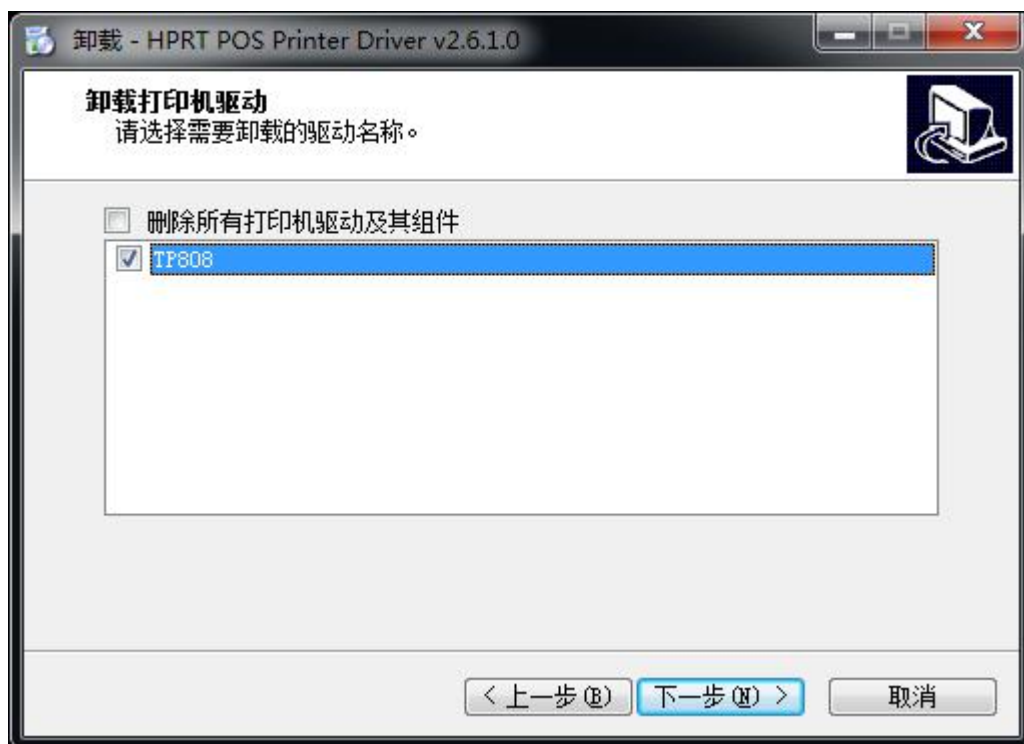 卸载 - HPRT POS Printer Driver v2.6.1.0
卸载打印机驱动
请选择需要卸载的驱动名称。
删除所有打印机驱动及其组件
TP808
< 上一步(B)
下一步(N) >
取消